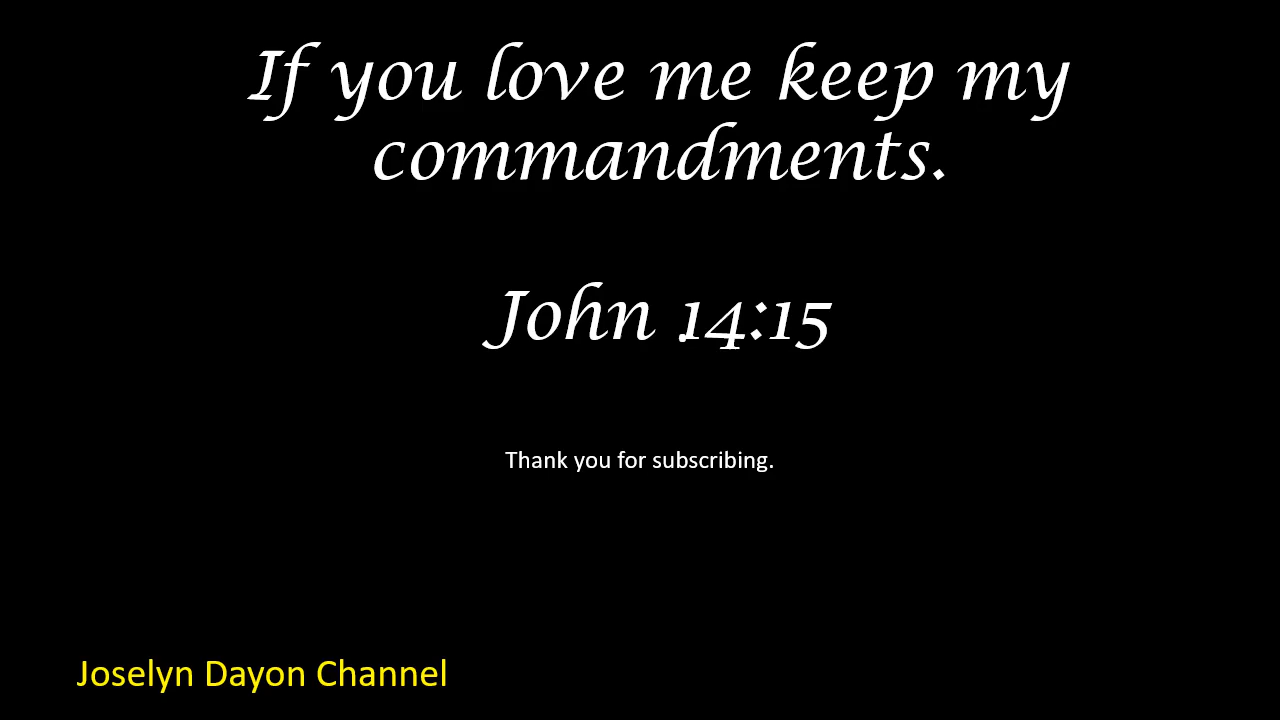 If you love me keep my
commandments.
John 14:15
Thank you for subscribing.
Joselyn Dayon Channel